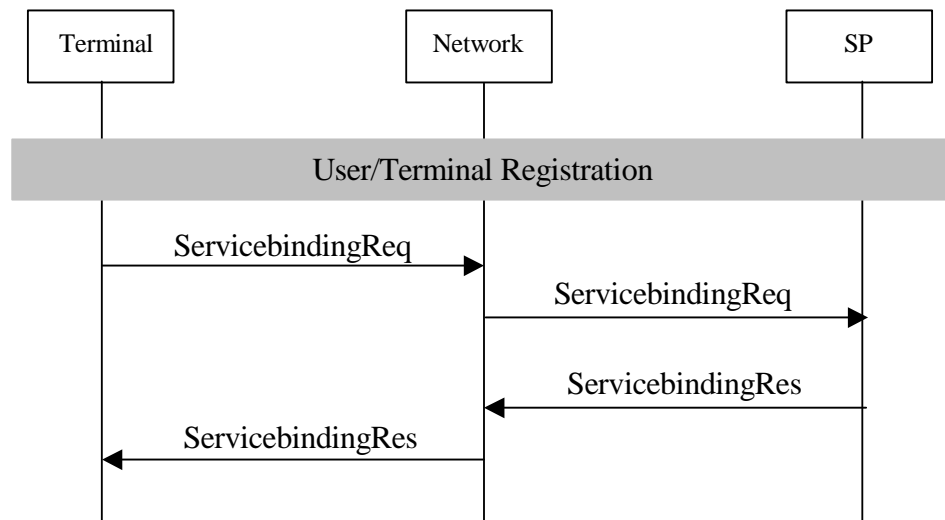 Terminal
Network
SP
User/Terminal Registration
ServicebindingReq
ServicebindingReq
ServicebindingRes
ServicebindingRes